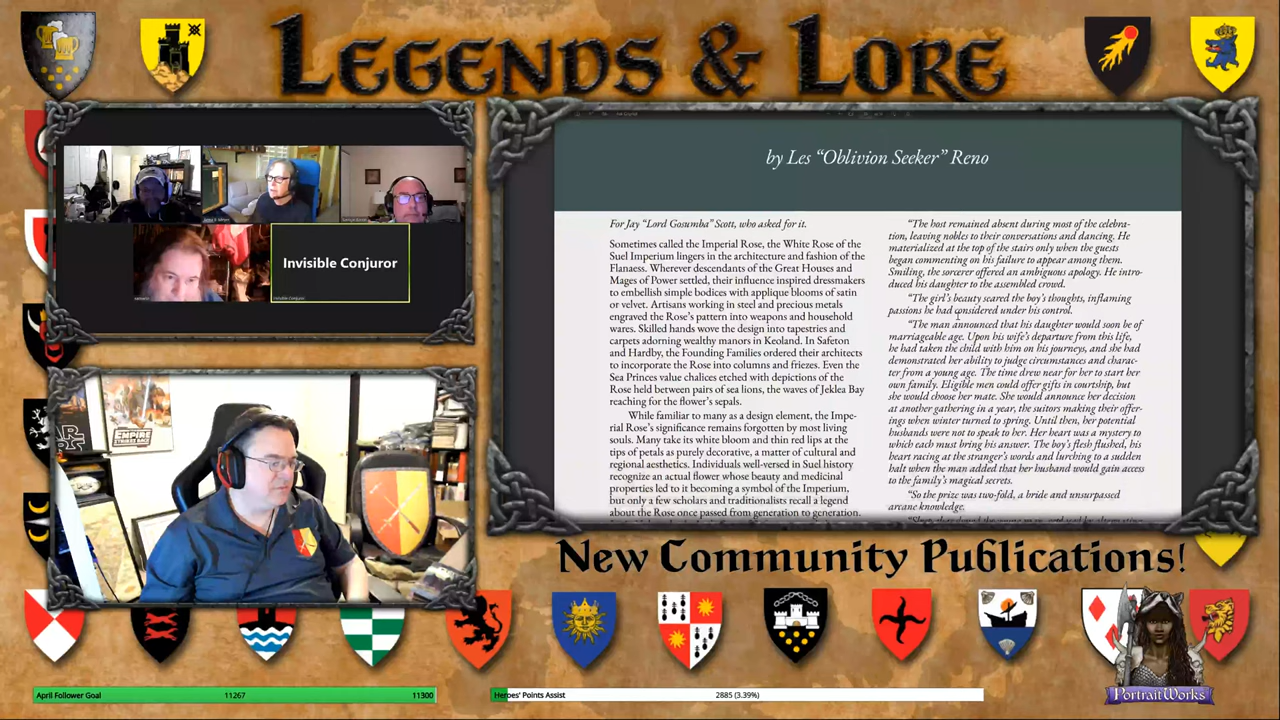 LEGENDS & LORE
Invisible Conjuror
EMPIRE
by Les “Oblivion Seeker” Reno
For Jay “Lord Gosumba” Scott, who asked for it.
Sometimes called the Imperial Rose, the White Rose of the
Suel Imperium lingers in the architecture and fashion of the
Flanaess. Wherever descendants of the Great Houses and
Mages of Power settled, their influence inspired dressmakers
to embellish simple bodices with applique blooms of satin
or velvet. Artisans working in steel and precious metals
engraved the Rose’s pattern into weapons and household
wares. Skilled hands wove the design into tapestries and
carpets adorning wealthy manors in Keoland. In Safeton
and Hardby, the Founding Families ordered their architects
to incorporate the Rose into columns and friezes. Even the
Sea Princes value chalices etched with depictions of the
Rose held between pairs of sea lions, the waves of Jeklea Bay
reaching for the flower’s sepals.
While familiar to many as a design element, the Impe-
rial Rose’s significance remains forgotten by most living
souls. Many take its white bloom and thin red lips at the
tips of petals as purely decorative, a matter of cultural and
regional aesthetics. Individuals well-versed in Suel history
recognize an actual flower whose beauty and medicinal
properties led to it becoming a symbol of the Imperium,
but only a few scholars and traditionalists recall a legend
about the Rose once passed from generation to generation.
“The host remained absent during most of the celebra-
tion, leaving nobles to their conversations and dancing. He
materialized at the top of the stairs only when the guests
began commenting on his failure to appear among them.
Smiling, the sorcerer offered an ambiguous apology. He intro-
duced his daughter to the assembled crowd.
“The girl’s beauty seared the boy’s thoughts, inflaming
passions he had considered under his control.
“The man announced that his daughter would soon be of
marriageable age. Upon his wife’s departure from this life,
he had taken the child with him on his journeys, and she had
demonstrated her ability to judge circumstances and charac-
ter from a young age. The time drew near for her to start her
own family. Eligible men could offer gifts in courtship, but
she would choose her mate. She would announce her decision
at another gathering in a year, the suitors making their offer-
ings when winter turned to spring. Until then, her potential
husbands were not to speak to her. Her heart was a mystery to
which each must bring his answer. The boy’s flesh flushed, his
heart racing at the stranger’s words and lurching to a sudden
halt when the man added that her husband would gain access
to the family’s magical secrets.
“So the prize was two-fold, a bride and unsurpassed
arcane knowledge.
New Community Publications!
PortraitWorks
April Follower Goal 11267 11300
Heroes' Points Assist 2885 (3.39%)